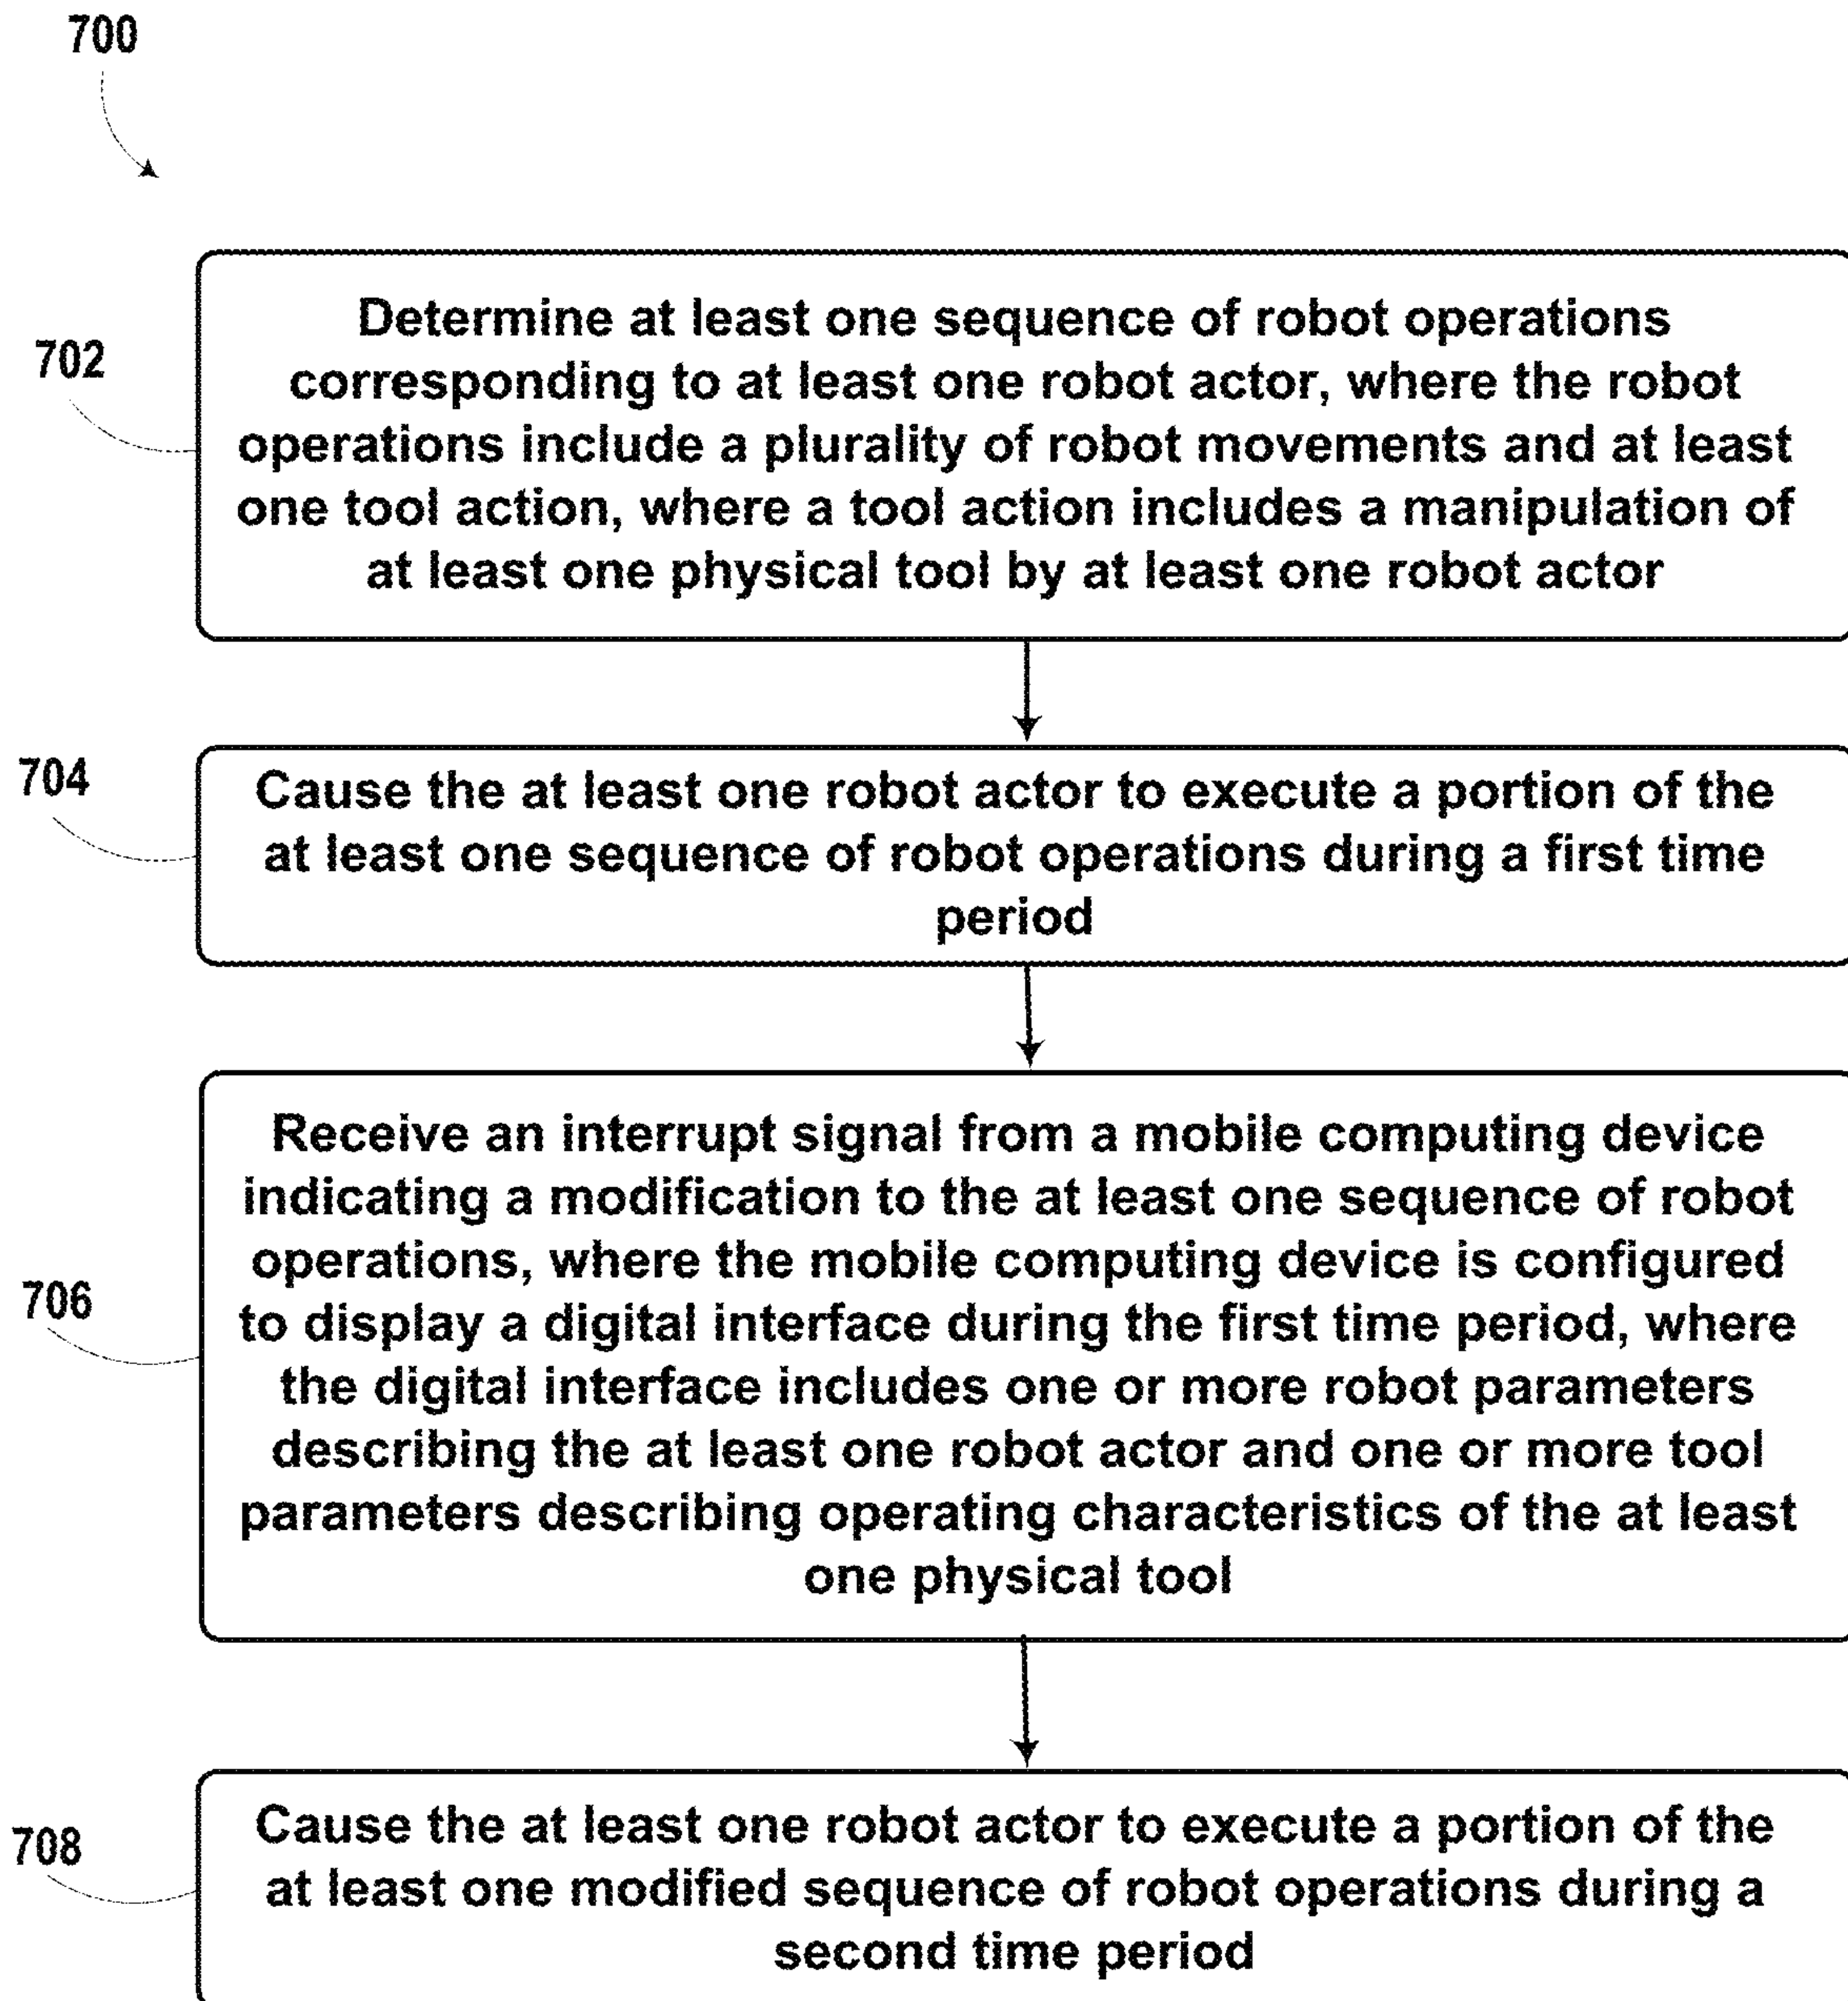 700
702
Determine at least one sequence of robot operations
corresponding to at least one robot actor, where the robot
operations include a plurality of robot movements and at least
one tool action, where a tool action includes a manipulation of
at least one physical tool by at least one robot actor
704
Cause the at least one robot actor to execute a portion of the
at least one sequence of robot operations during a first time
period
706
Receive an interrupt signal from a mobile computing device
indicating a modification to the at least one sequence of robot
operations, where the mobile computing device is configured
to display a digital interface during the first time period, where
the digital interface includes one or more robot parameters
describing the at least one robot actor and one or more tool
parameters describing operating characteristics of the at least
one physical tool
708
Cause the at least one robot actor to execute a portion of the
at least one modified sequence of robot operations during a
second time period